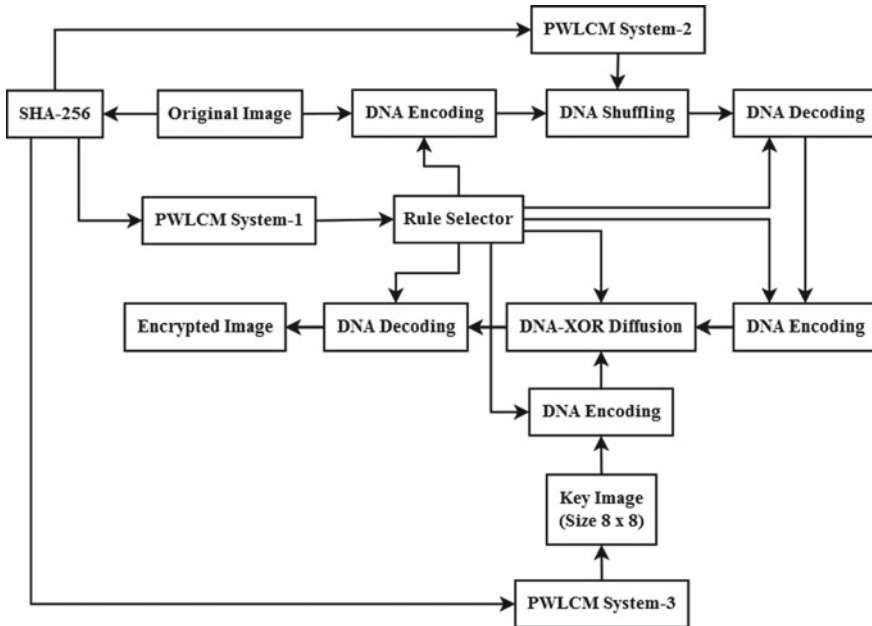 PWLCM System-2
SHA-256
Original Image
DNA Encoding
DNA Shuffling
DNA Decoding
PWLCM System-1
Rule Selector
Encrypted Image
DNA Decoding
DNA-XOR Diffusion
DNA Encoding
DNA Encoding
Key Image
(Size 8 x 8)
PWLCM System-3